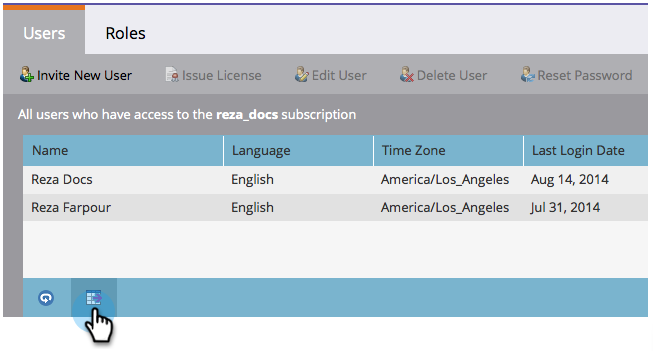 Users Roles
Invite New User Issue License Edit User Delete User Reset Password
All users who have access to the reza_docs subscription
Name Language Time Zone Last Login Date
Reza Docs English America/Los_Angeles Aug 14, 2014
Reza Farpour English America/Los_Angeles Jul 31, 2014